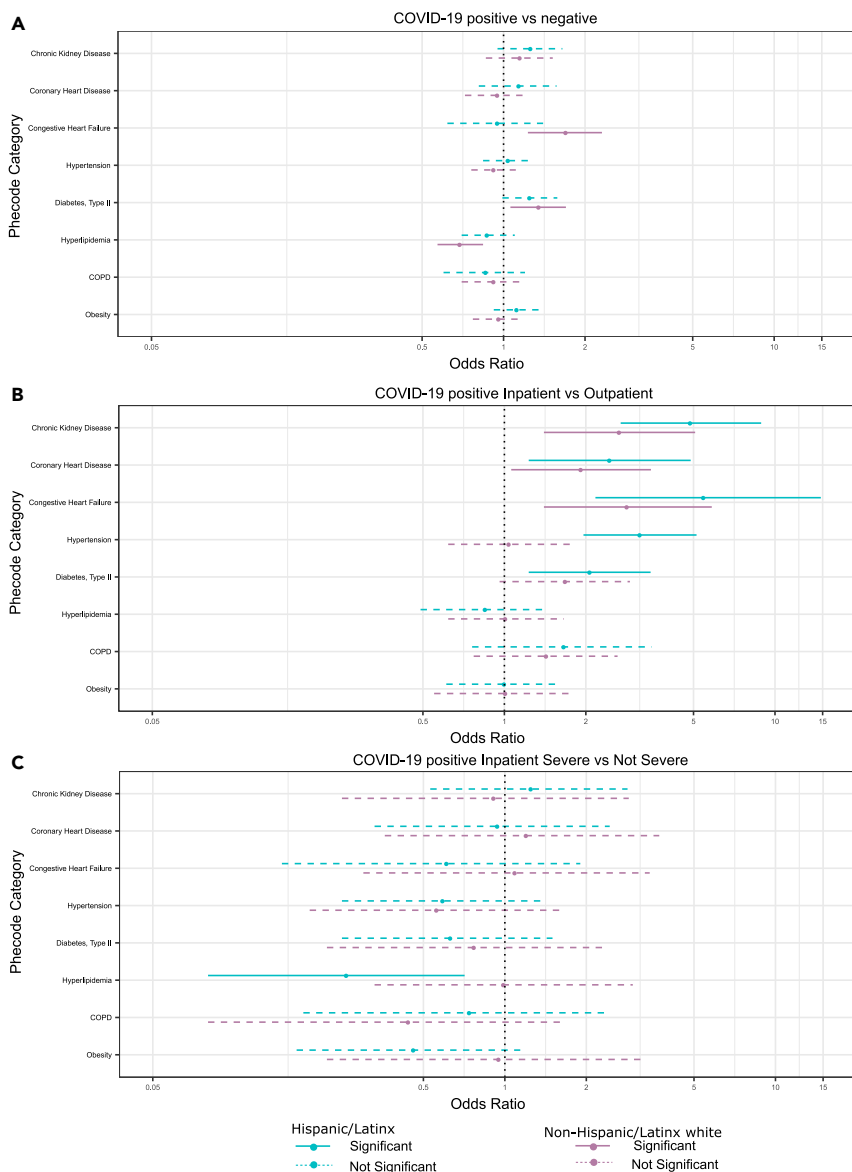 A
COVID-19 positive vs negative
Phecode Category
Chronic Kidney Disease
Coronary Heart Disease
Congestive Heart Failure
Hypertension
Diabetes, Type II
Hyperlipidemia
COPD
Obesity
0.05 0.5 1 2 5 10 15
Odds Ratio
B
COVID-19 positive Inpatient vs Outpatient
Phecode Category
Chronic Kidney Disease
Coronary Heart Disease
Congestive Heart Failure
Hypertension
Diabetes, Type II
Hyperlipidemia
COPD
Obesity
0.05 0.5 1 2 5 10 15
Odds Ratio
C
COVID-19 positive Inpatient Severe vs Not Severe
Phecode Category
Chronic Kidney Disease
Coronary Heart Disease
Congestive Heart Failure
Hypertension
Diabetes, Type II
Hyperlipidemia
COPD
Obesity
0.05 0.5 1 2 5 10 15
Odds Ratio
Hispanic/Latinx
Significant
Not Significant
Non-Hispanic/Latinx white
Significant
Not Significant